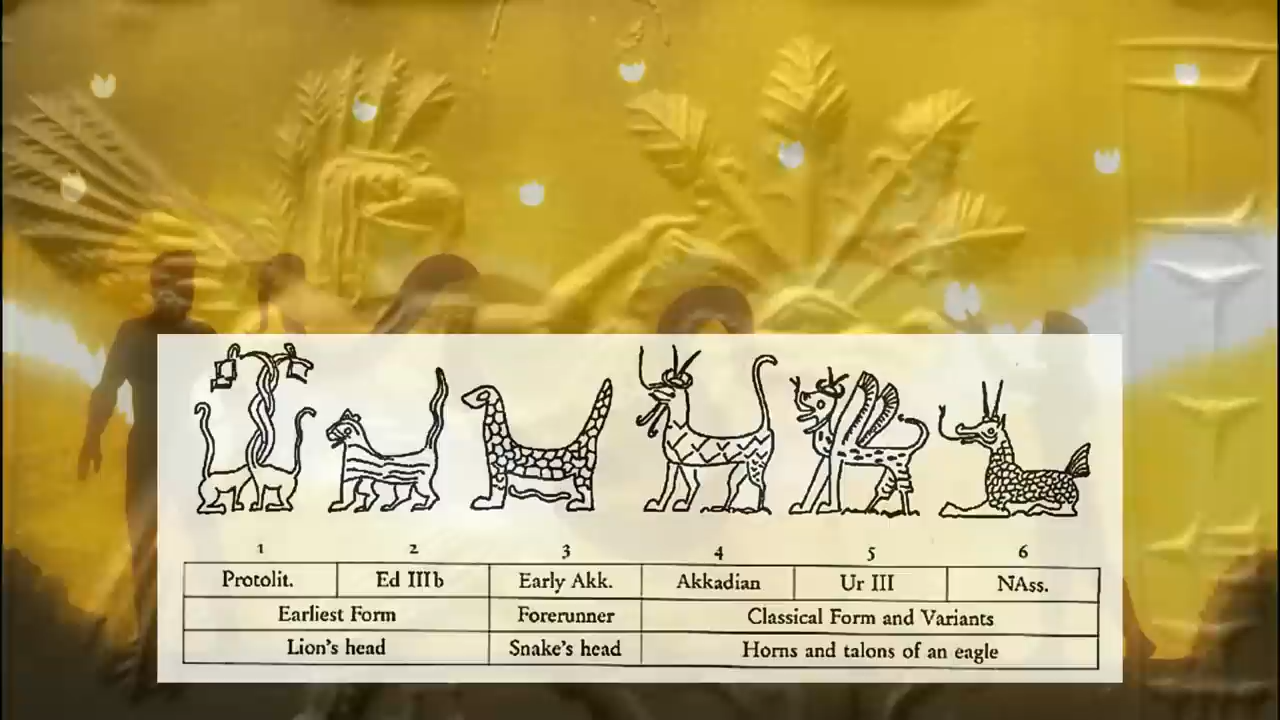 1 2 3 4 5 6
Protolit. Ed IIIb Early Akk. Akkadian Ur III NAss.
Earliest Form Forerunner Classical Form and Variants
Lion's head Snake's head Horns and talons of an eagle